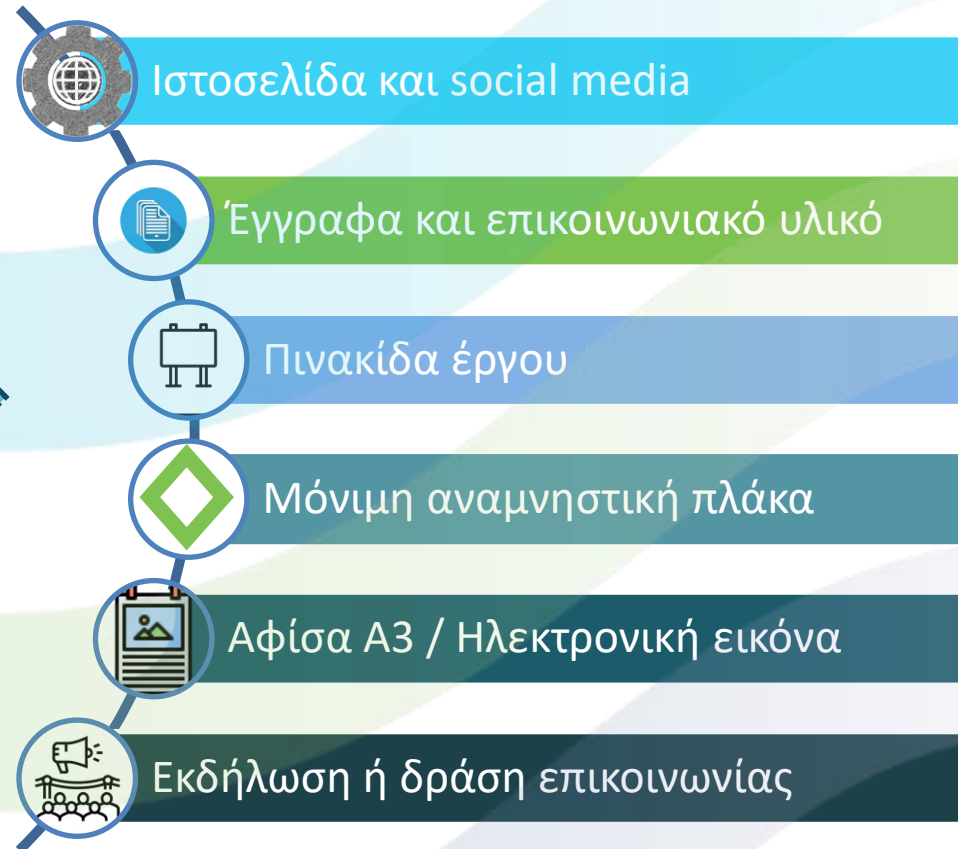 Ιστοσελίδα και social media
Έγγραφα και επικοινωνιακό υλικό
Πινακίδα έργου
Μόνιμη αναμνηστική πλάκα
Αφίσα Α3 / Ηλεκτρονική εικόνα
Εκδήλωση ή δράση επικοινωνίας